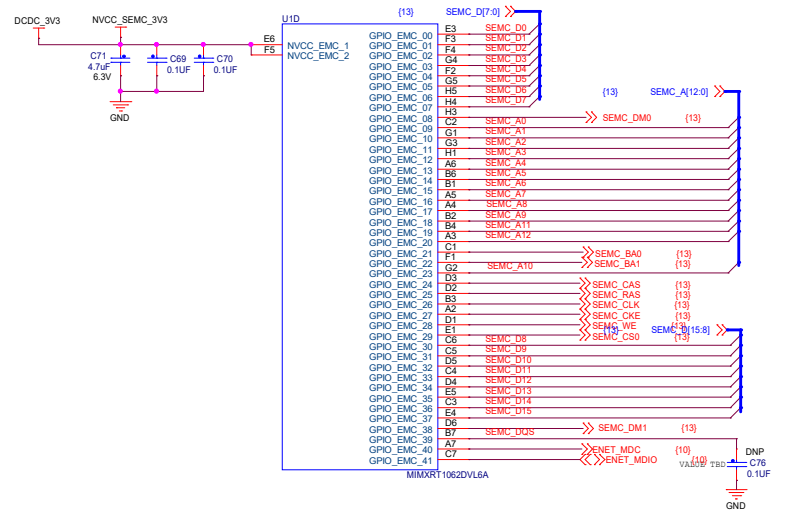 {13} SEMC_D[7:0]
DCDC_3V3 NVCC_SEMC_3V3 U1D
E6 NVCC_EMC_1
F5 NVCC_EMC_2
C71 4.7uF 6.3V
C69 0.1UF
C70 0.1UF
GND
GPIO_EMC_00 E3 SEMC_D0
GPIO_EMC_01 F3 SEMC_D1
GPIO_EMC_02 F4 SEMC_D2
GPIO_EMC_03 G4 SEMC_D3
GPIO_EMC_04 F2 SEMC_D4
GPIO_EMC_05 G5 SEMC_D5
GPIO_EMC_06 H5 SEMC_D6
GPIO_EMC_07 H4 SEMC_D7
{13} SEMC_A[12:0]
GPIO_EMC_08 H3 SEMC_DM0 {13}
GPIO_EMC_09 C2 SEMC_A0
GPIO_EMC_10 G1 SEMC_A1
GPIO_EMC_11 G3 SEMC_A2
GPIO_EMC_12 H1 SEMC_A3
GPIO_EMC_13 A6 SEMC_A4
GPIO_EMC_14 B6 SEMC_A5
GPIO_EMC_15 B1 SEMC_A6
GPIO_EMC_16 A5 SEMC_A7
GPIO_EMC_17 A4 SEMC_A8
GPIO_EMC_18 B2 SEMC_A9
GPIO_EMC_19 B4 SEMC_A11
GPIO_EMC_20 A3 SEMC_A12
GPIO_EMC_21 C1 SEMC_BA0 {13}
GPIO_EMC_22 F1 SEMC_BA1 {13}
GPIO_EMC_23 G2 SEMC_A10
GPIO_EMC_24 D3 SEMC_CAS {13}
GPIO_EMC_25 D2 SEMC_RAS {13}
GPIO_EMC_26 B3 SEMC_CLK {13}
GPIO_EMC_27 A2 SEMC_CKE {13}
GPIO_EMC_28 D1 SEMC_WE {13}
{13} SEMC_D[15:8]
GPIO_EMC_29 E1 SEMC_CS0 {13}
GPIO_EMC_30 C6 SEMC_D8
GPIO_EMC_31 C5 SEMC_D9
GPIO_EMC_32 D5 SEMC_D10
GPIO_EMC_33 C4 SEMC_D11
GPIO_EMC_34 D4 SEMC_D12
GPIO_EMC_35 E5 SEMC_D13
GPIO_EMC_36 C3 SEMC_D14
GPIO_EMC_37 E4 SEMC_D15
GPIO_EMC_38 D6 SEMC_DM1 {13}
GPIO_EMC_39 B7 SEMC_DQS
GPIO_EMC_40 A7 ENET_MDC {10}
GPIO_EMC_41 C7 ENET_MDIO {10}
MIMXRT1062DVL6A
DNP
VALUE TBD
C76
0.1UF
GND